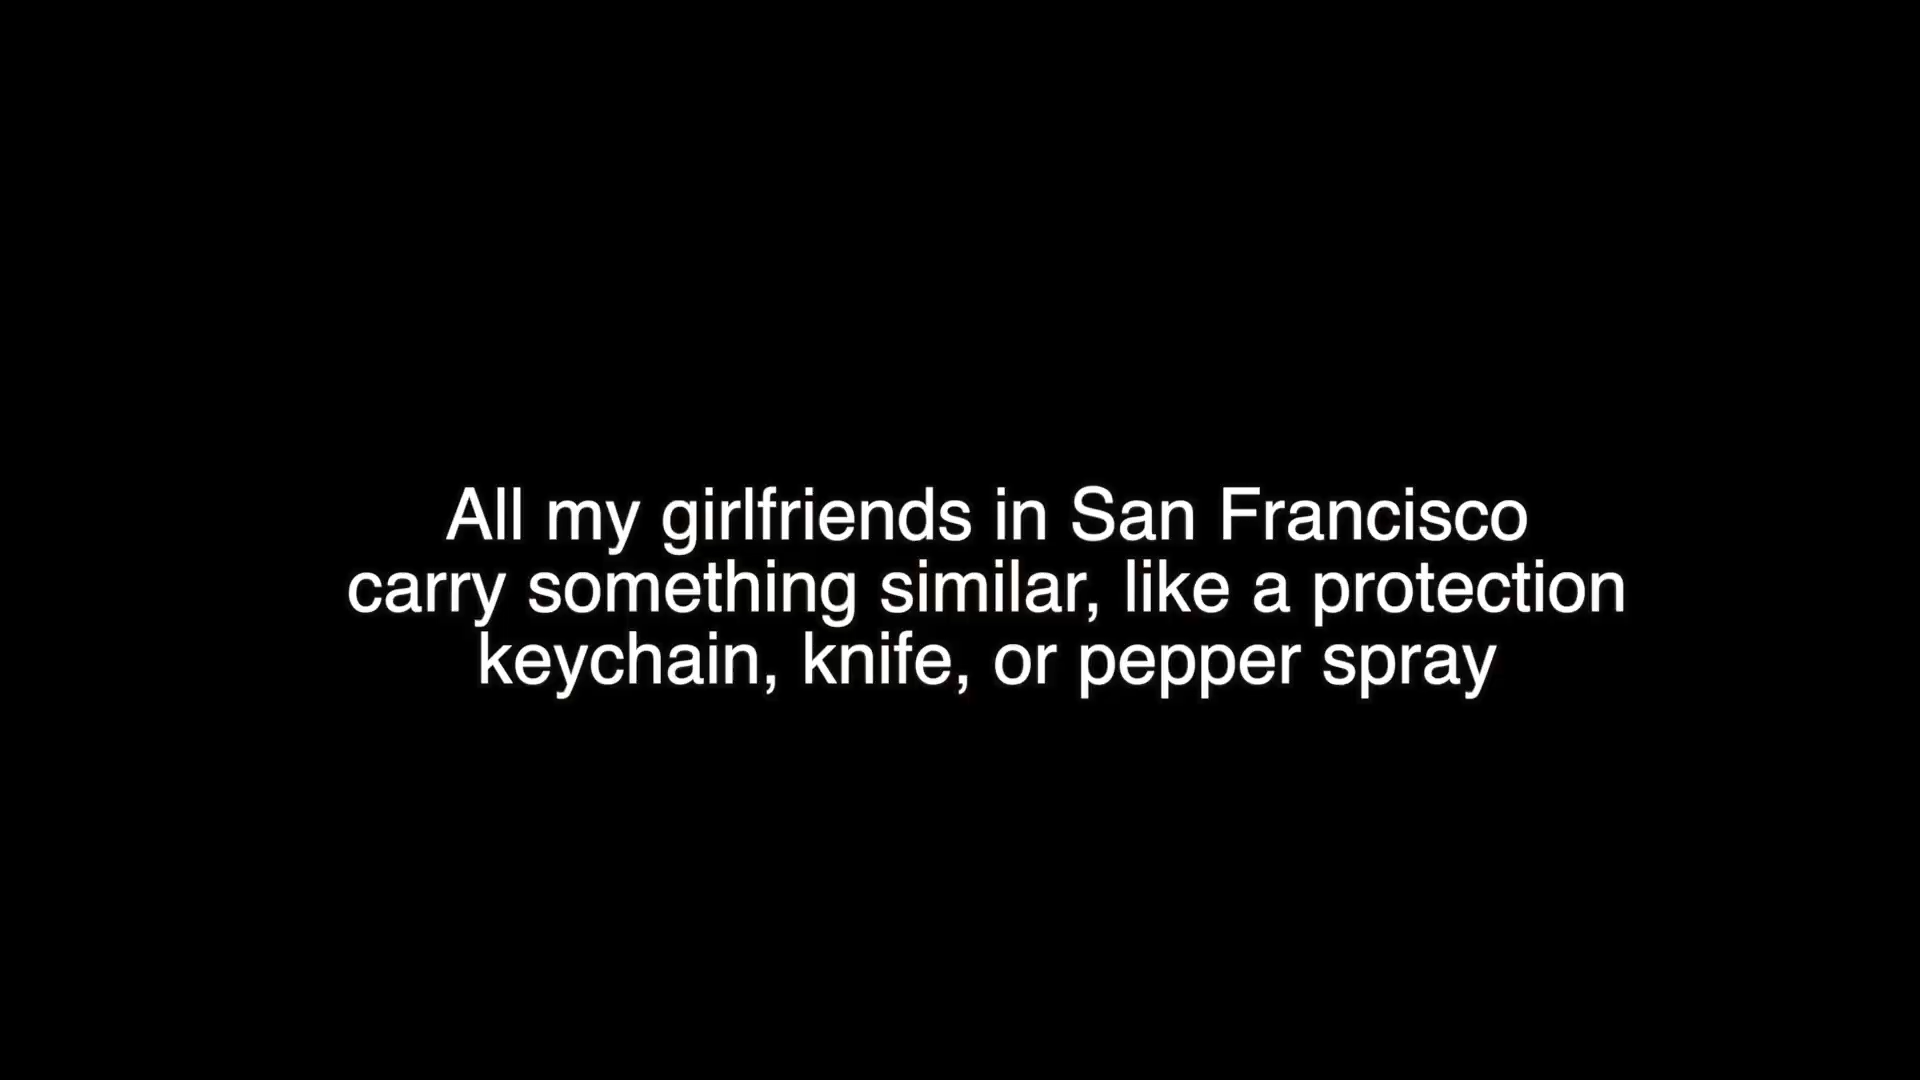 All my girlfriends in San Francisco
carry something similar, like a protection
keychain, knife, or pepper spray